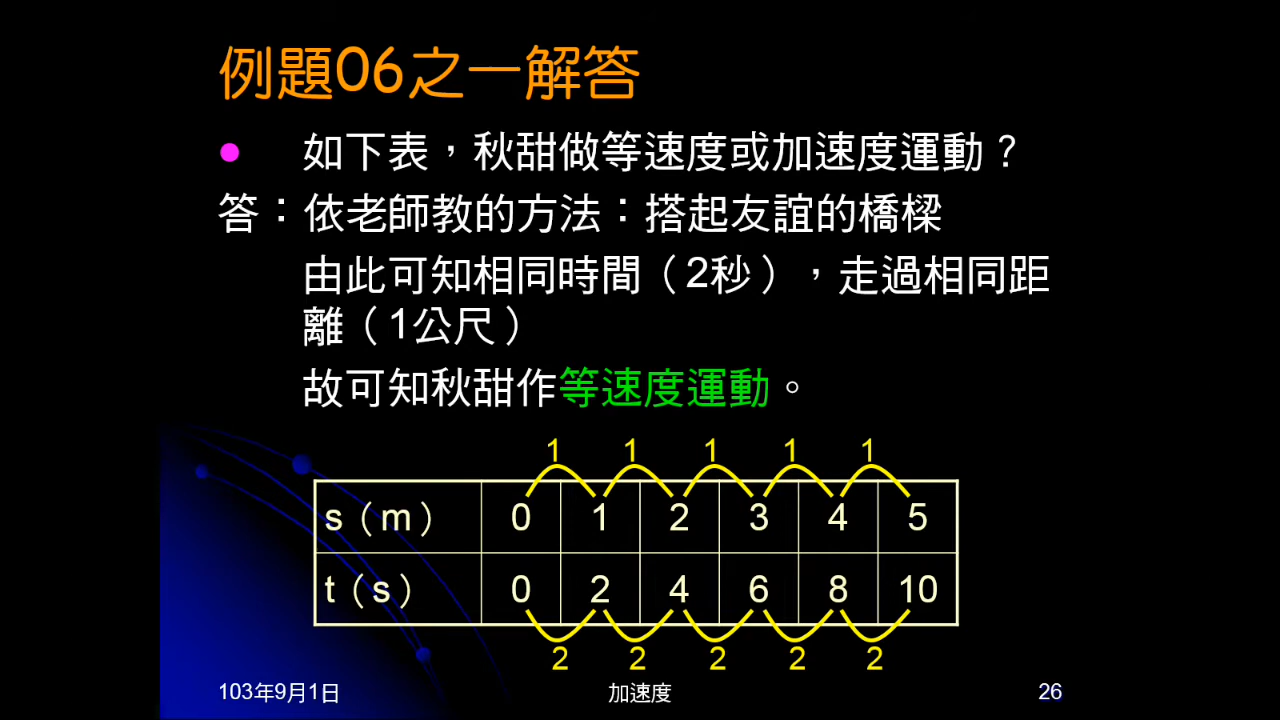 例題06之一解答
● 如下表，秋甜做等速度或加速度運動？
答：依老師教的方法：搭起友誼的橋樑
由此可知相同時間（2秒），走過相同距
離（1公尺）
故可知秋甜作等速度運動。
1 1 1 1 1
s（m） 0 1 2 3 4 5
t（s） 0 2 4 6 8 10
2 2 2 2 2
103年9月1日 加速度 26